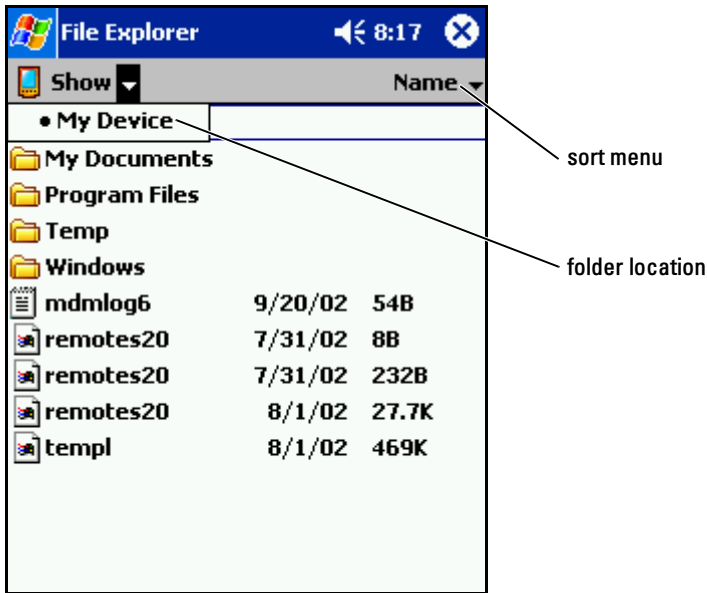 File Explorer 8:17
Show Name
• My Device
My Documents
sort menu
Program Files
Temp
Windows
folder location
mdmlog6 9/20/02 54B
remotes20 7/31/02 8B
remotes20 7/31/02 232B
remotes20 8/1/02 27.7K
templ 8/1/02 469K